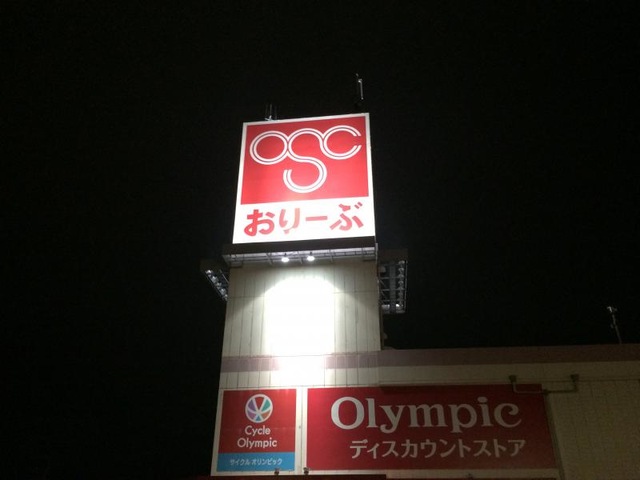 OSC
おりーぶ
Cycle
Olympic
サイクルオリンピック
Olympic
ディスカウントストア